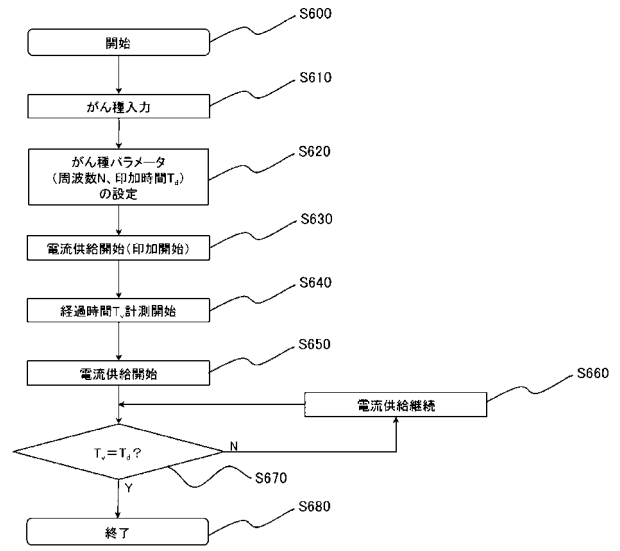 S600
開始
S610
がん種入力
S620
がん種パラメータ
(周波数N、印加時間Td)
の設定
S630
電流供給開始(印加開始)
S640
経過時間Tv計測開始
S650
電流供給開始
S660
電流供給継続
Tv=Td?
N
S670
Y
S680
終了